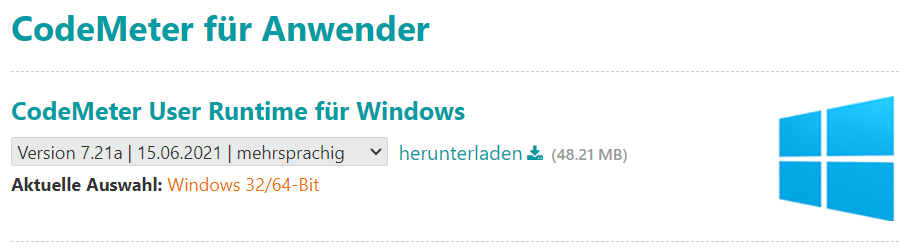 CodeMeter für Anwender
CodeMeter User Runtime für Windows
Version 7.21a | 15.06.2021 | mehrsprachig herunterladen (48.21 MB)
Aktuelle Auswahl: Windows 32/64-Bit